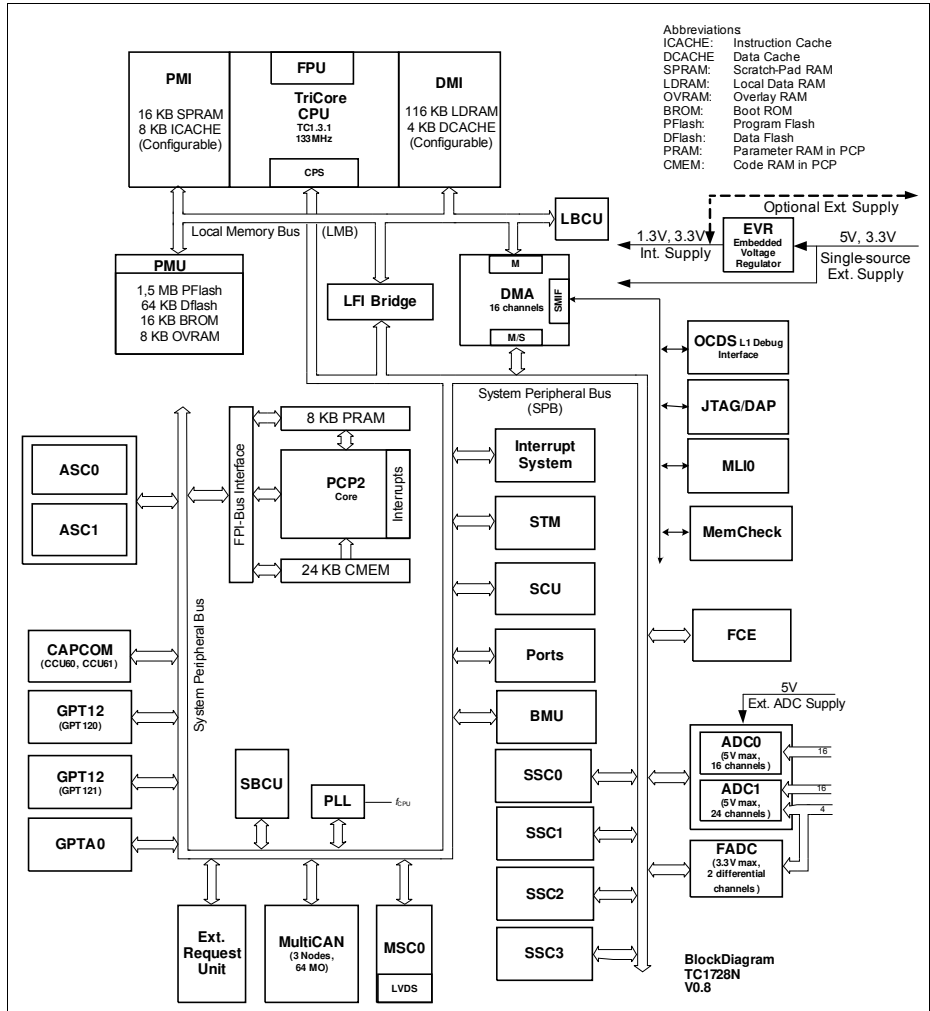 Abbreviations:
ICACHE: Instruction Cache
DCACHE Data Cache
SPRAM: Scratch-Pad RAM
LDRAM: Local Data RAM
OVRAM: Overlay RAM
BROM: Boot ROM
PFlash: Program Flash
DFlash: Data Flash
PRAM: Parameter RAM in PCP
CMEM: Code RAM in PCP
PMI
16 KB SPRAM
8 KB ICACHE
(Configurable)
FPU
TriCore
CPU
TC1.3.1
133MHz
CPS
DMI
116 KB LDRAM
4 KB DCACHE
(Configurable)
Local Memory Bus (LMB)
LBCU
Optional Ext. Supply
1.3V, 3.3V
Int. Supply
EVR
Embedded
Voltage
Regulator
5V, 3.3V
Single-source
Ext. Supply
PMU
1,5 MB PFlash
64 KB Dflash
16 KB BROM
8 KB OVRAM
LFI Bridge
M
DMA
16 channels
SMIF
M/S
OCDS L1 Debug
Interface
JTAG/DAP
MLI0
MemCheck
System Peripheral Bus
(SPB)
ASC0
ASC1
FPI-Bus Interface
8 KB PRAM
PCP2
Core
Interrupts
24 KB CMEM
Interrupt
System
STM
SCU
Ports
BMU
FCE
System Peripheral Bus
CAPCOM
(CCU60, CCU61)
GPT12
(GPT120)
GPT12
(GPT121)
GPTA0
SBCU
PLL
fCPU
SSC0
SSC1
SSC2
SSC3
5V
Ext. ADC Supply
ADC0
(5V max,
16 channels)
16
ADC1
(5V max,
24 channels)
16
4
FADC
(3.3V max,
2 differential
channels)
Ext.
Request
Unit
MultiCAN
(3 Nodes,
64 MO)
MSC0
LVDS
BlockDiagram
TC1728N
V0.8